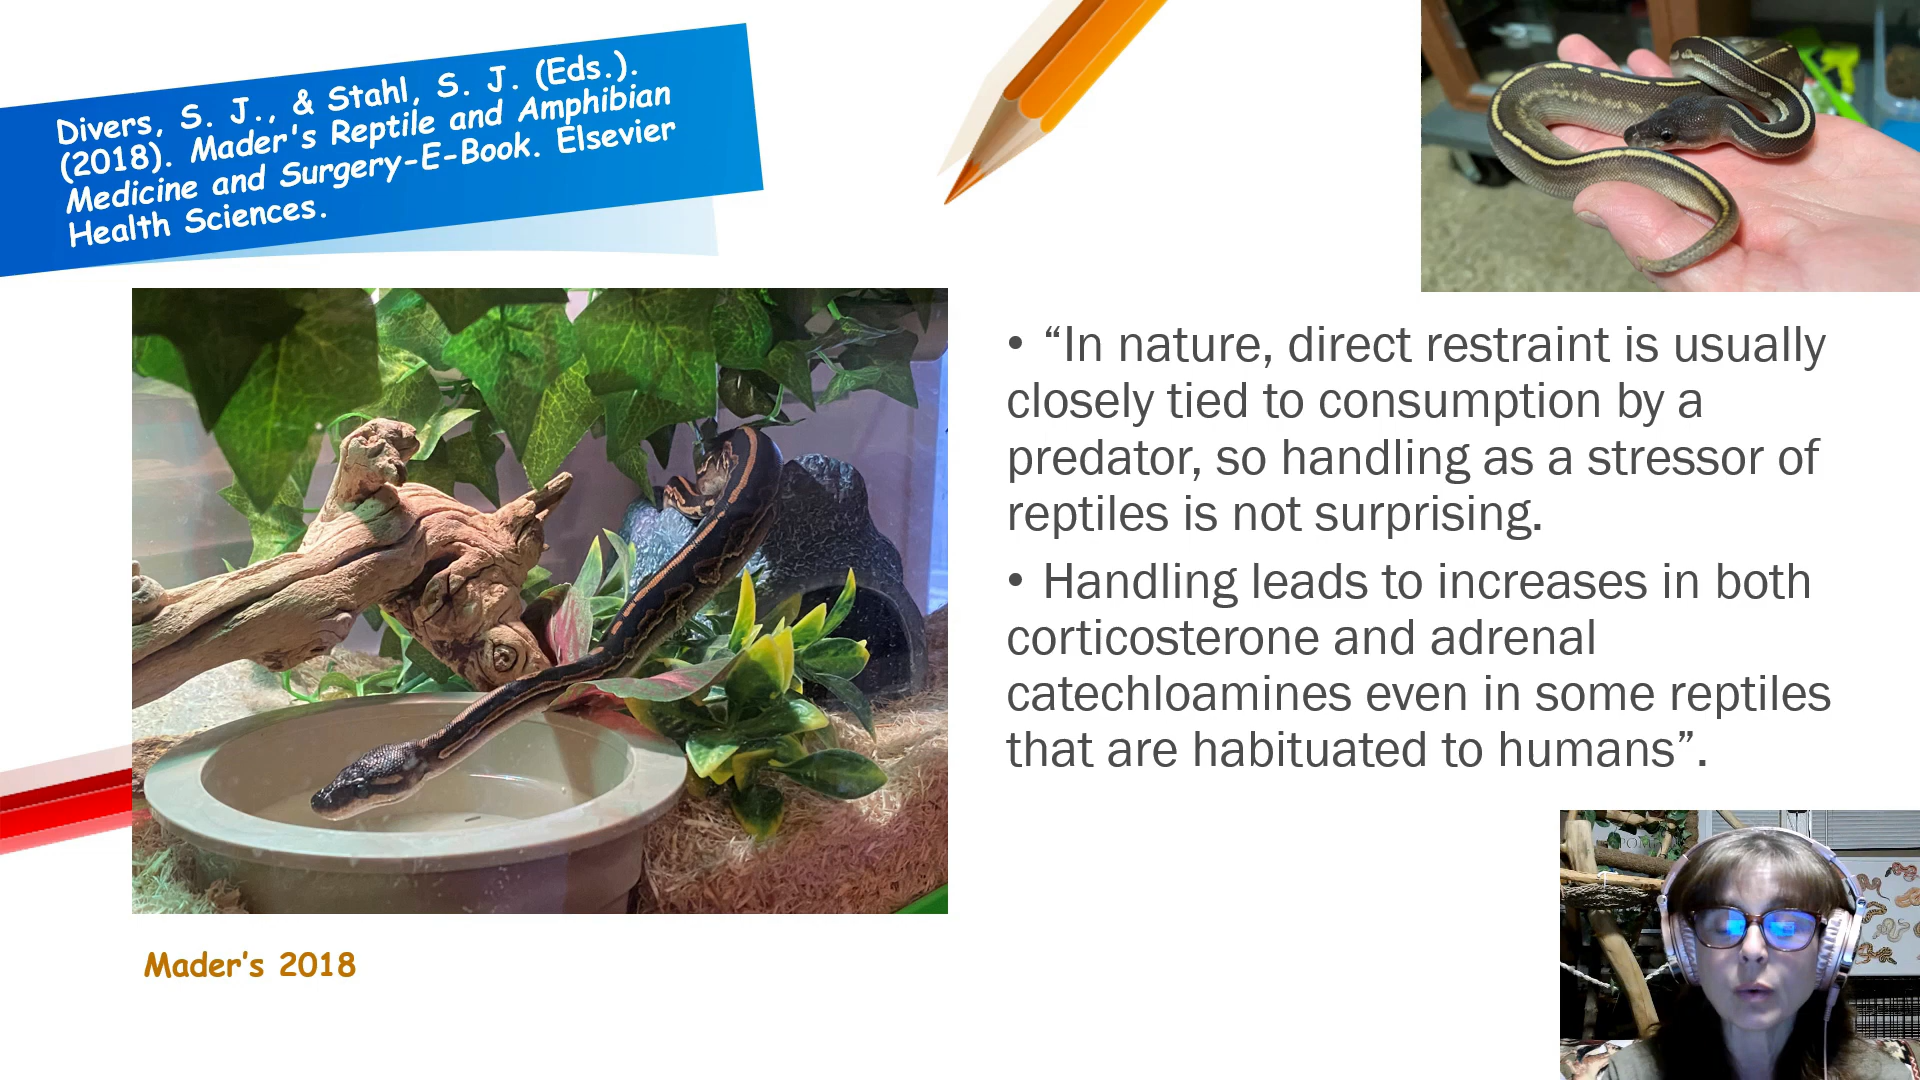 Divers, S. J., & Stahl, S. J. (Eds.).
(2018). Mader's Reptile and Amphibian
Medicine and Surgery-E-Book. Elsevier
Health Sciences.
• “In nature, direct restraint is usually
closely tied to consumption by a
predator, so handling as a stressor of
reptiles is not surprising.
• Handling leads to increases in both
corticosterone and adrenal
catechloamines even in some reptiles
that are habituated to humans”.
Mader’s 2018